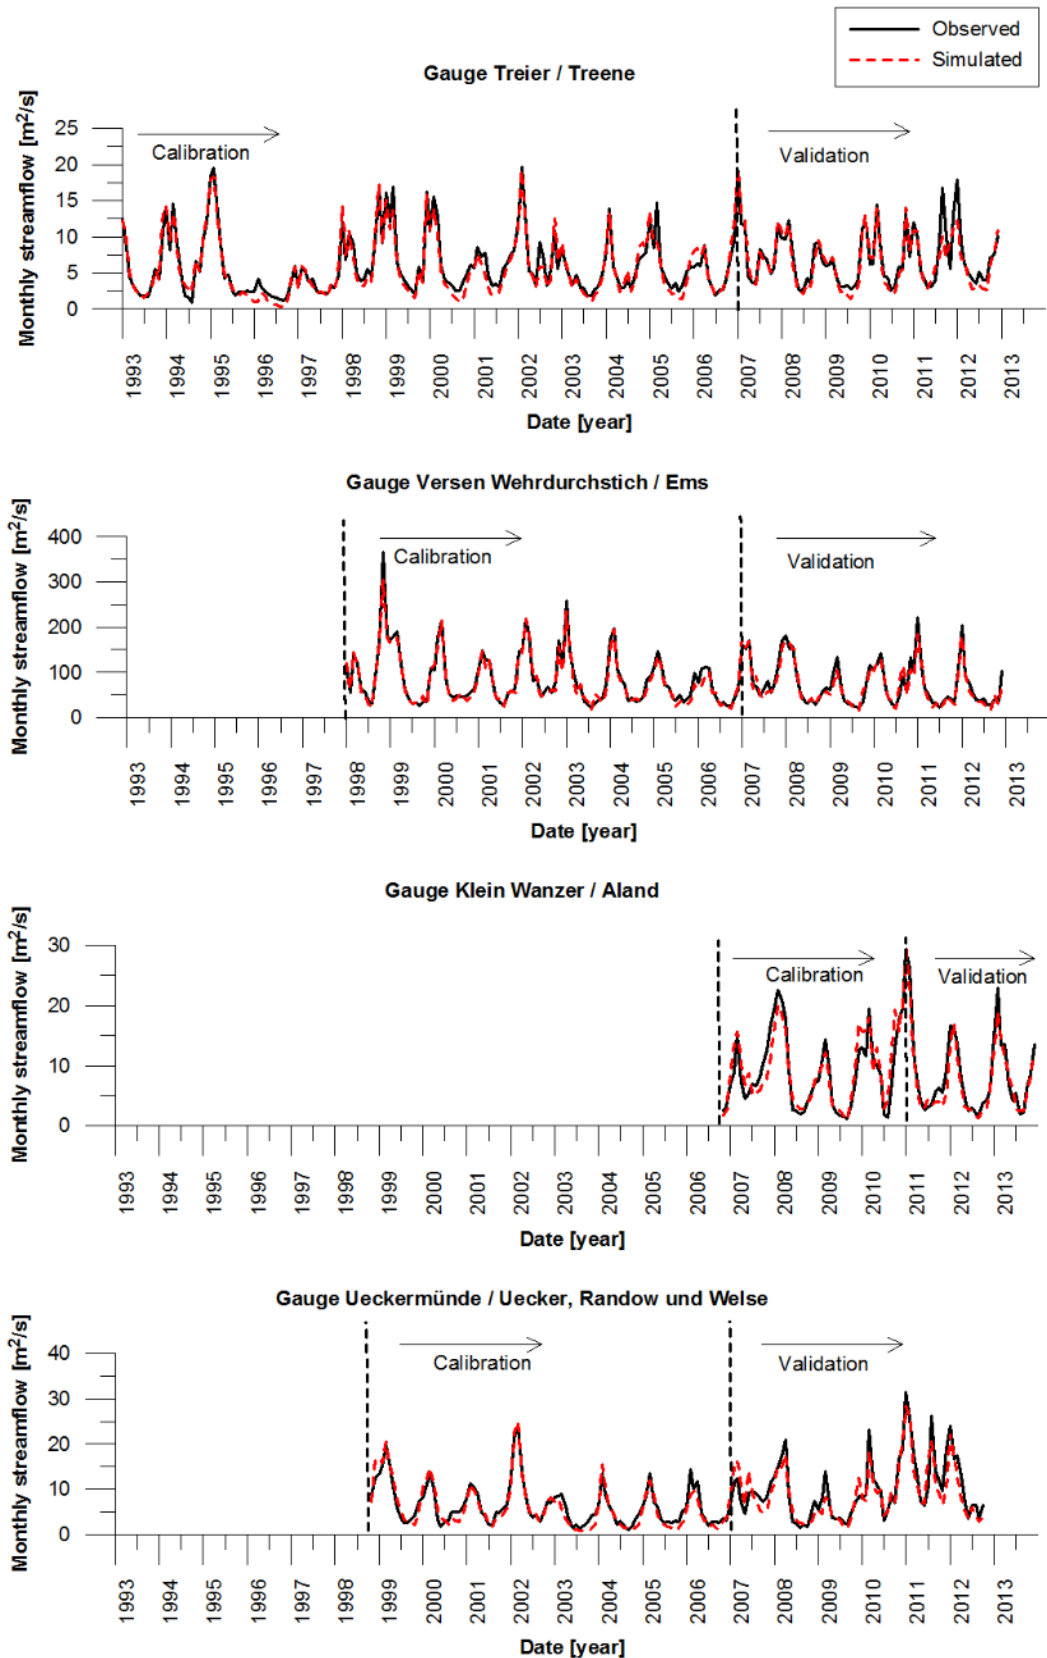 Observed
Simulated
Gauge Treier / Treene
Monthly streamflow [m²/s]
25
20
15
10
5
0
Calibration
Validation
1993 1994 1995 1996 1997 1998 1999 2000 2001 2002 2003 2004 2005 2006 2007 2008 2009 2010 2011 2012 2013
Date [year]
Gauge Versen Wehrdurchstich / Ems
Monthly streamflow [m²/s]
400
300
200
100
0
Calibration
Validation
1993 1994 1995 1996 1997 1998 1999 2000 2001 2002 2003 2004 2005 2006 2007 2008 2009 2010 2011 2012 2013
Date [year]
Gauge Klein Wanzer / Aland
Monthly streamflow [m²/s]
30
20
10
0
Calibration
Validation
1993 1994 1995 1996 1997 1998 1999 2000 2001 2002 2003 2004 2005 2006 2007 2008 2009 2010 2011 2012 2013
Date [year]
Gauge Ueckermünde / Uecker, Randow und Welse
Monthly streamflow [m²/s]
40
30
20
10
0
Calibration
Validation
1993 1994 1995 1996 1997 1998 1999 2000 2001 2002 2003 2004 2005 2006 2007 2008 2009 2010 2011 2012 2013
Date [year]